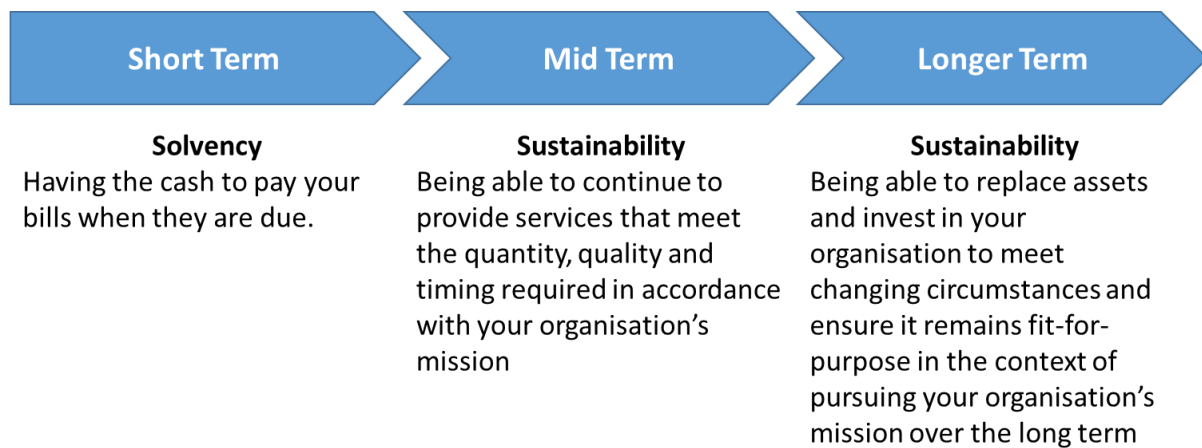 Short Term
Mid Term
Longer Term
Solvency
Having the cash to pay your
bills when they are due.
Sustainability
Being able to continue to
provide services that meet
the quantity, quality and
timing required in accordance
with your organisation’s
mission
Sustainability
Being able to replace assets
and invest in your
organisation to meet
changing circumstances and
ensure it remains fit-for-
purpose in the context of
pursuing your organisation’s
mission over the long term